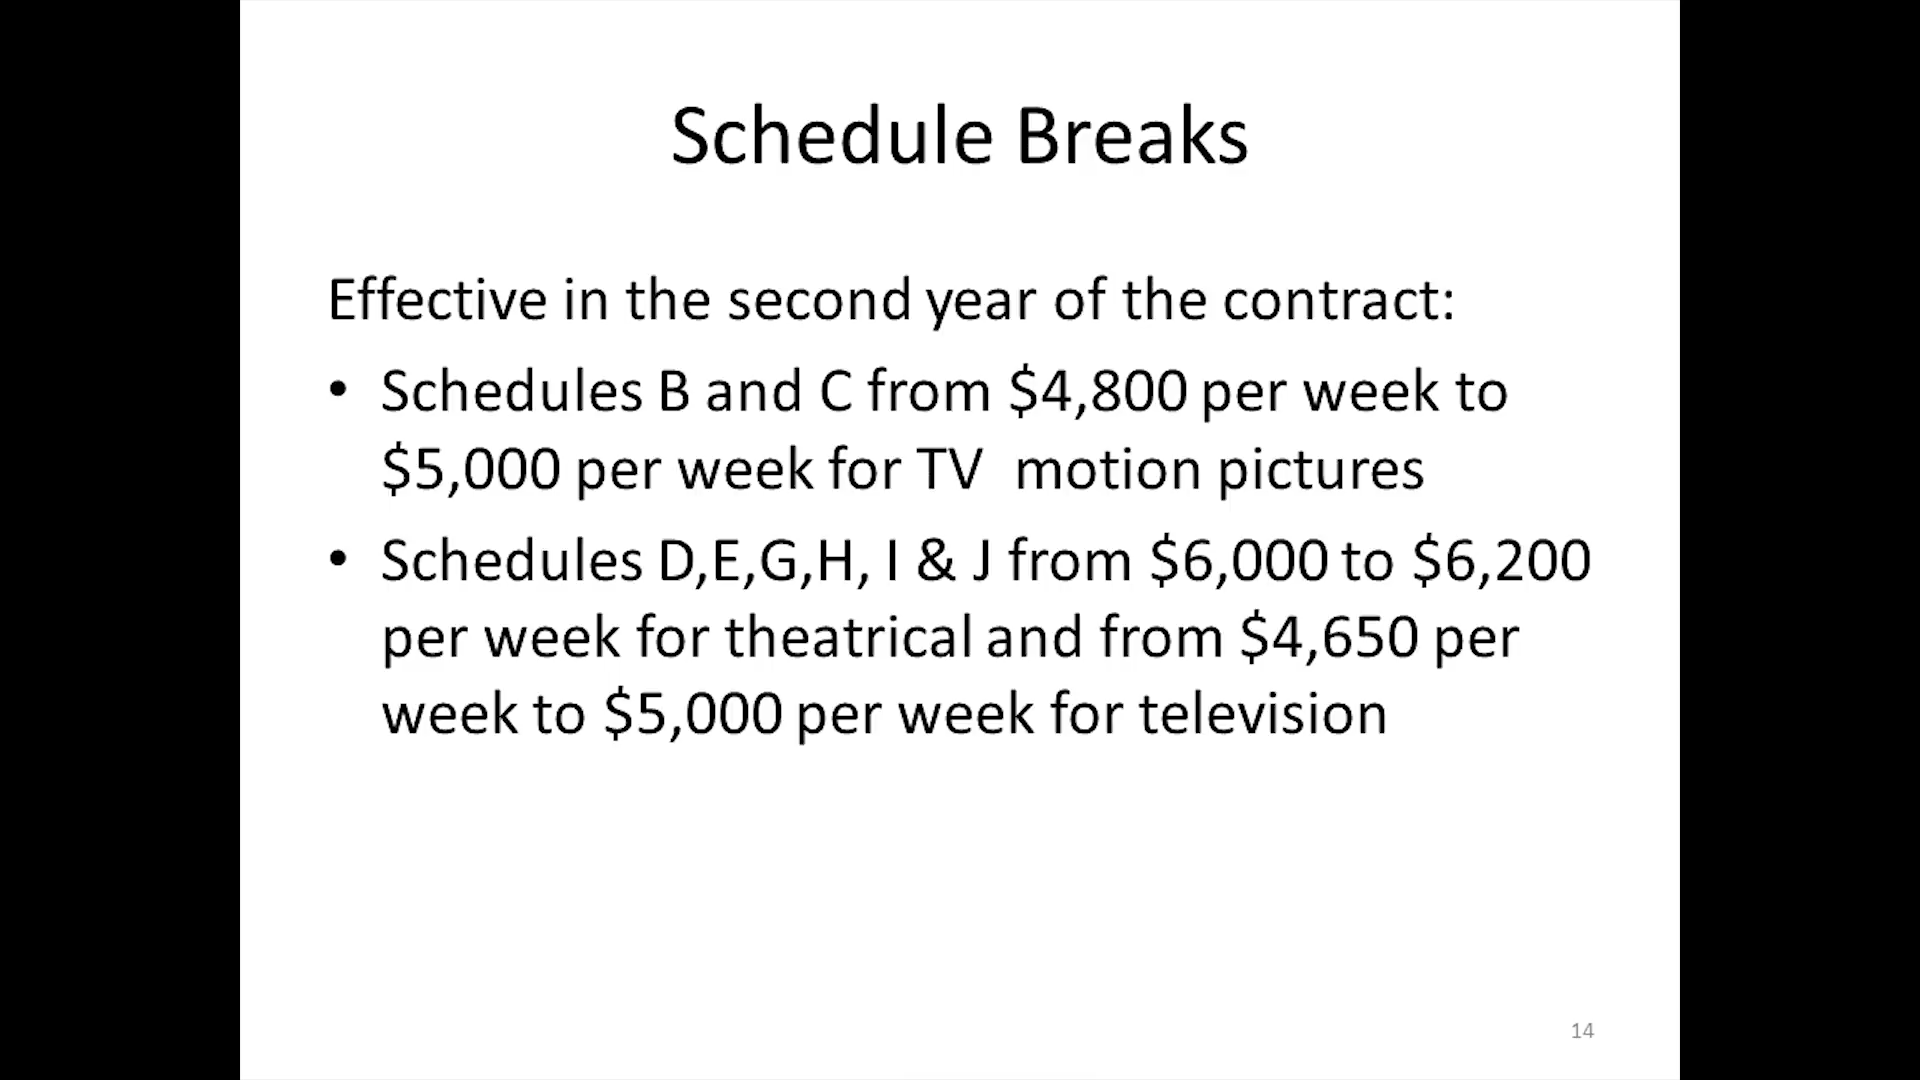 Schedule Breaks
Effective in the second year of the contract:
• Schedules B and C from $4,800 per week to
$5,000 per week for TV  motion pictures
• Schedules D,E,G,H, I & J from $6,000 to $6,200
per week for theatrical and from $4,650 per
week to $5,000 per week for television
14